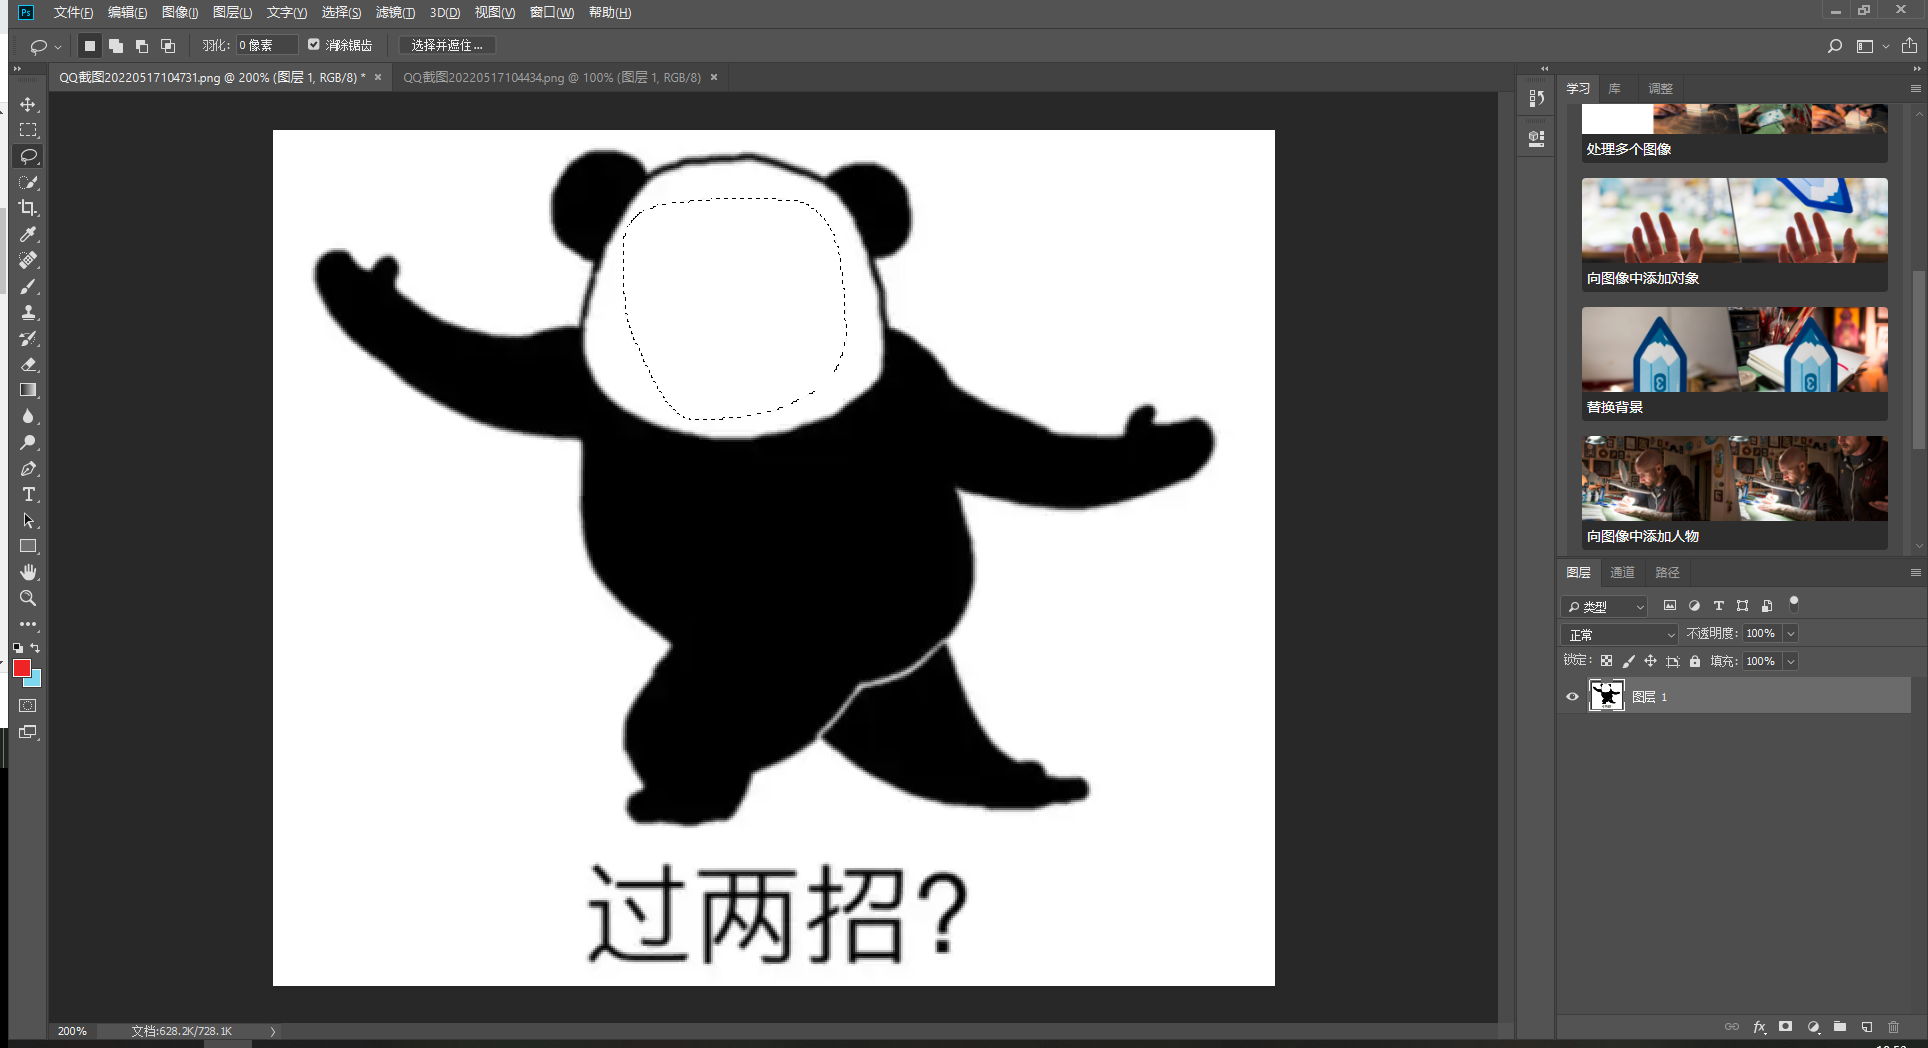 Ps 文件(F) 编辑(E) 图像(I) 图层(L) 文字(Y) 选择(S) 滤镜(T) 3D(D) 视图(V) 窗口(W) 帮助(H)
羽化: 0 像素 消除锯齿 选择并遮住 ...
QQ截图20220517104731.png @ 200% (图层 1, RGB/8) * × QQ截图20220517104434.png @ 100% (图层 1, RGB/8) ×
学习 库 调整
处理多个图像
向图像中添加对象
替换背景
向图像中添加人物
图层 通道 路径
类型
正常 不透明度: 100%
锁定: 填充: 100%
图层 1
过两招?
200% 文档:628.2K/728.1K
fx